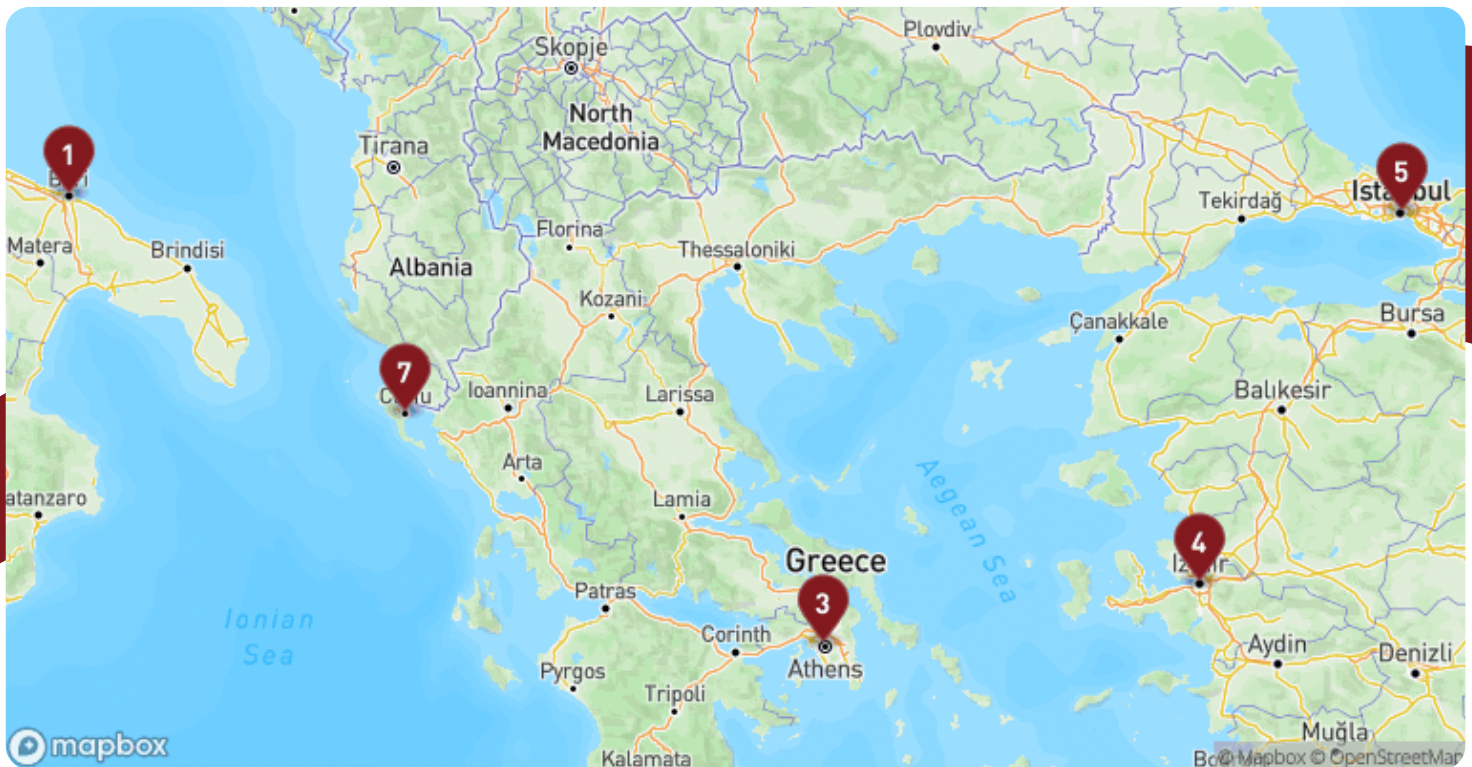 Plovdiv
Skopje
North
Macedonia
1
Tirana
5
Istanbul
Tekirdağ
Matera
Brindisi
Florina
Thessaloniki
Albania
Kozani
Çanakkale
Bursa
7
Ioannina
Larissa
Balıkesir
Arta
atanzaro
Lamia
Aegean Sea
4
Greece
3
Patras
Ionian
Sea
Corinth
Aydin
Denizli
Athens
Pyrgos
Tripoli
Muğla
mapbox
Kalamata
Bo
© Mapbox © OpenStreetMap